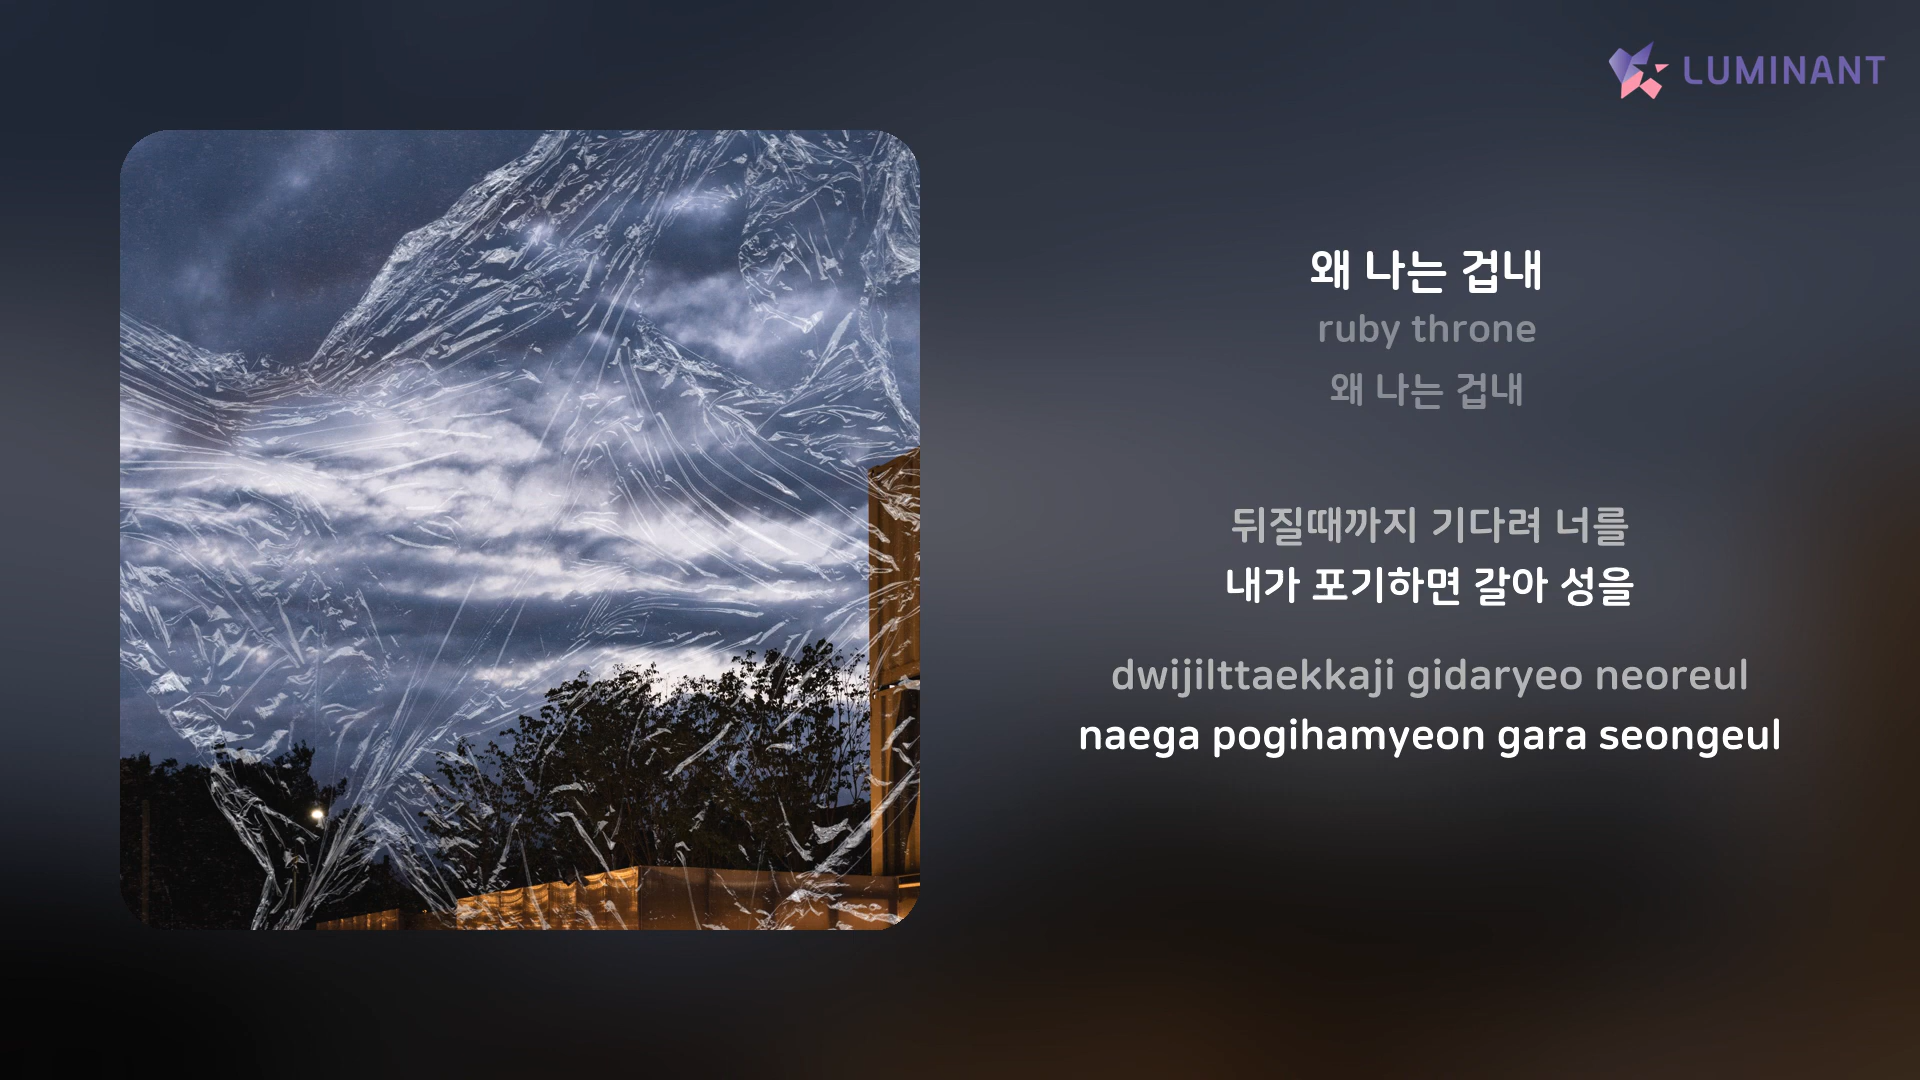 LUMINANT
왜 나는 겁내
ruby throne
왜 나는 겁내
뒤질때까지 기다려 너를
내가 포기하면 갈아 성을
dwijilttaekkaji gidaryeo neoreul
naega pogihamyeon gara seongeul